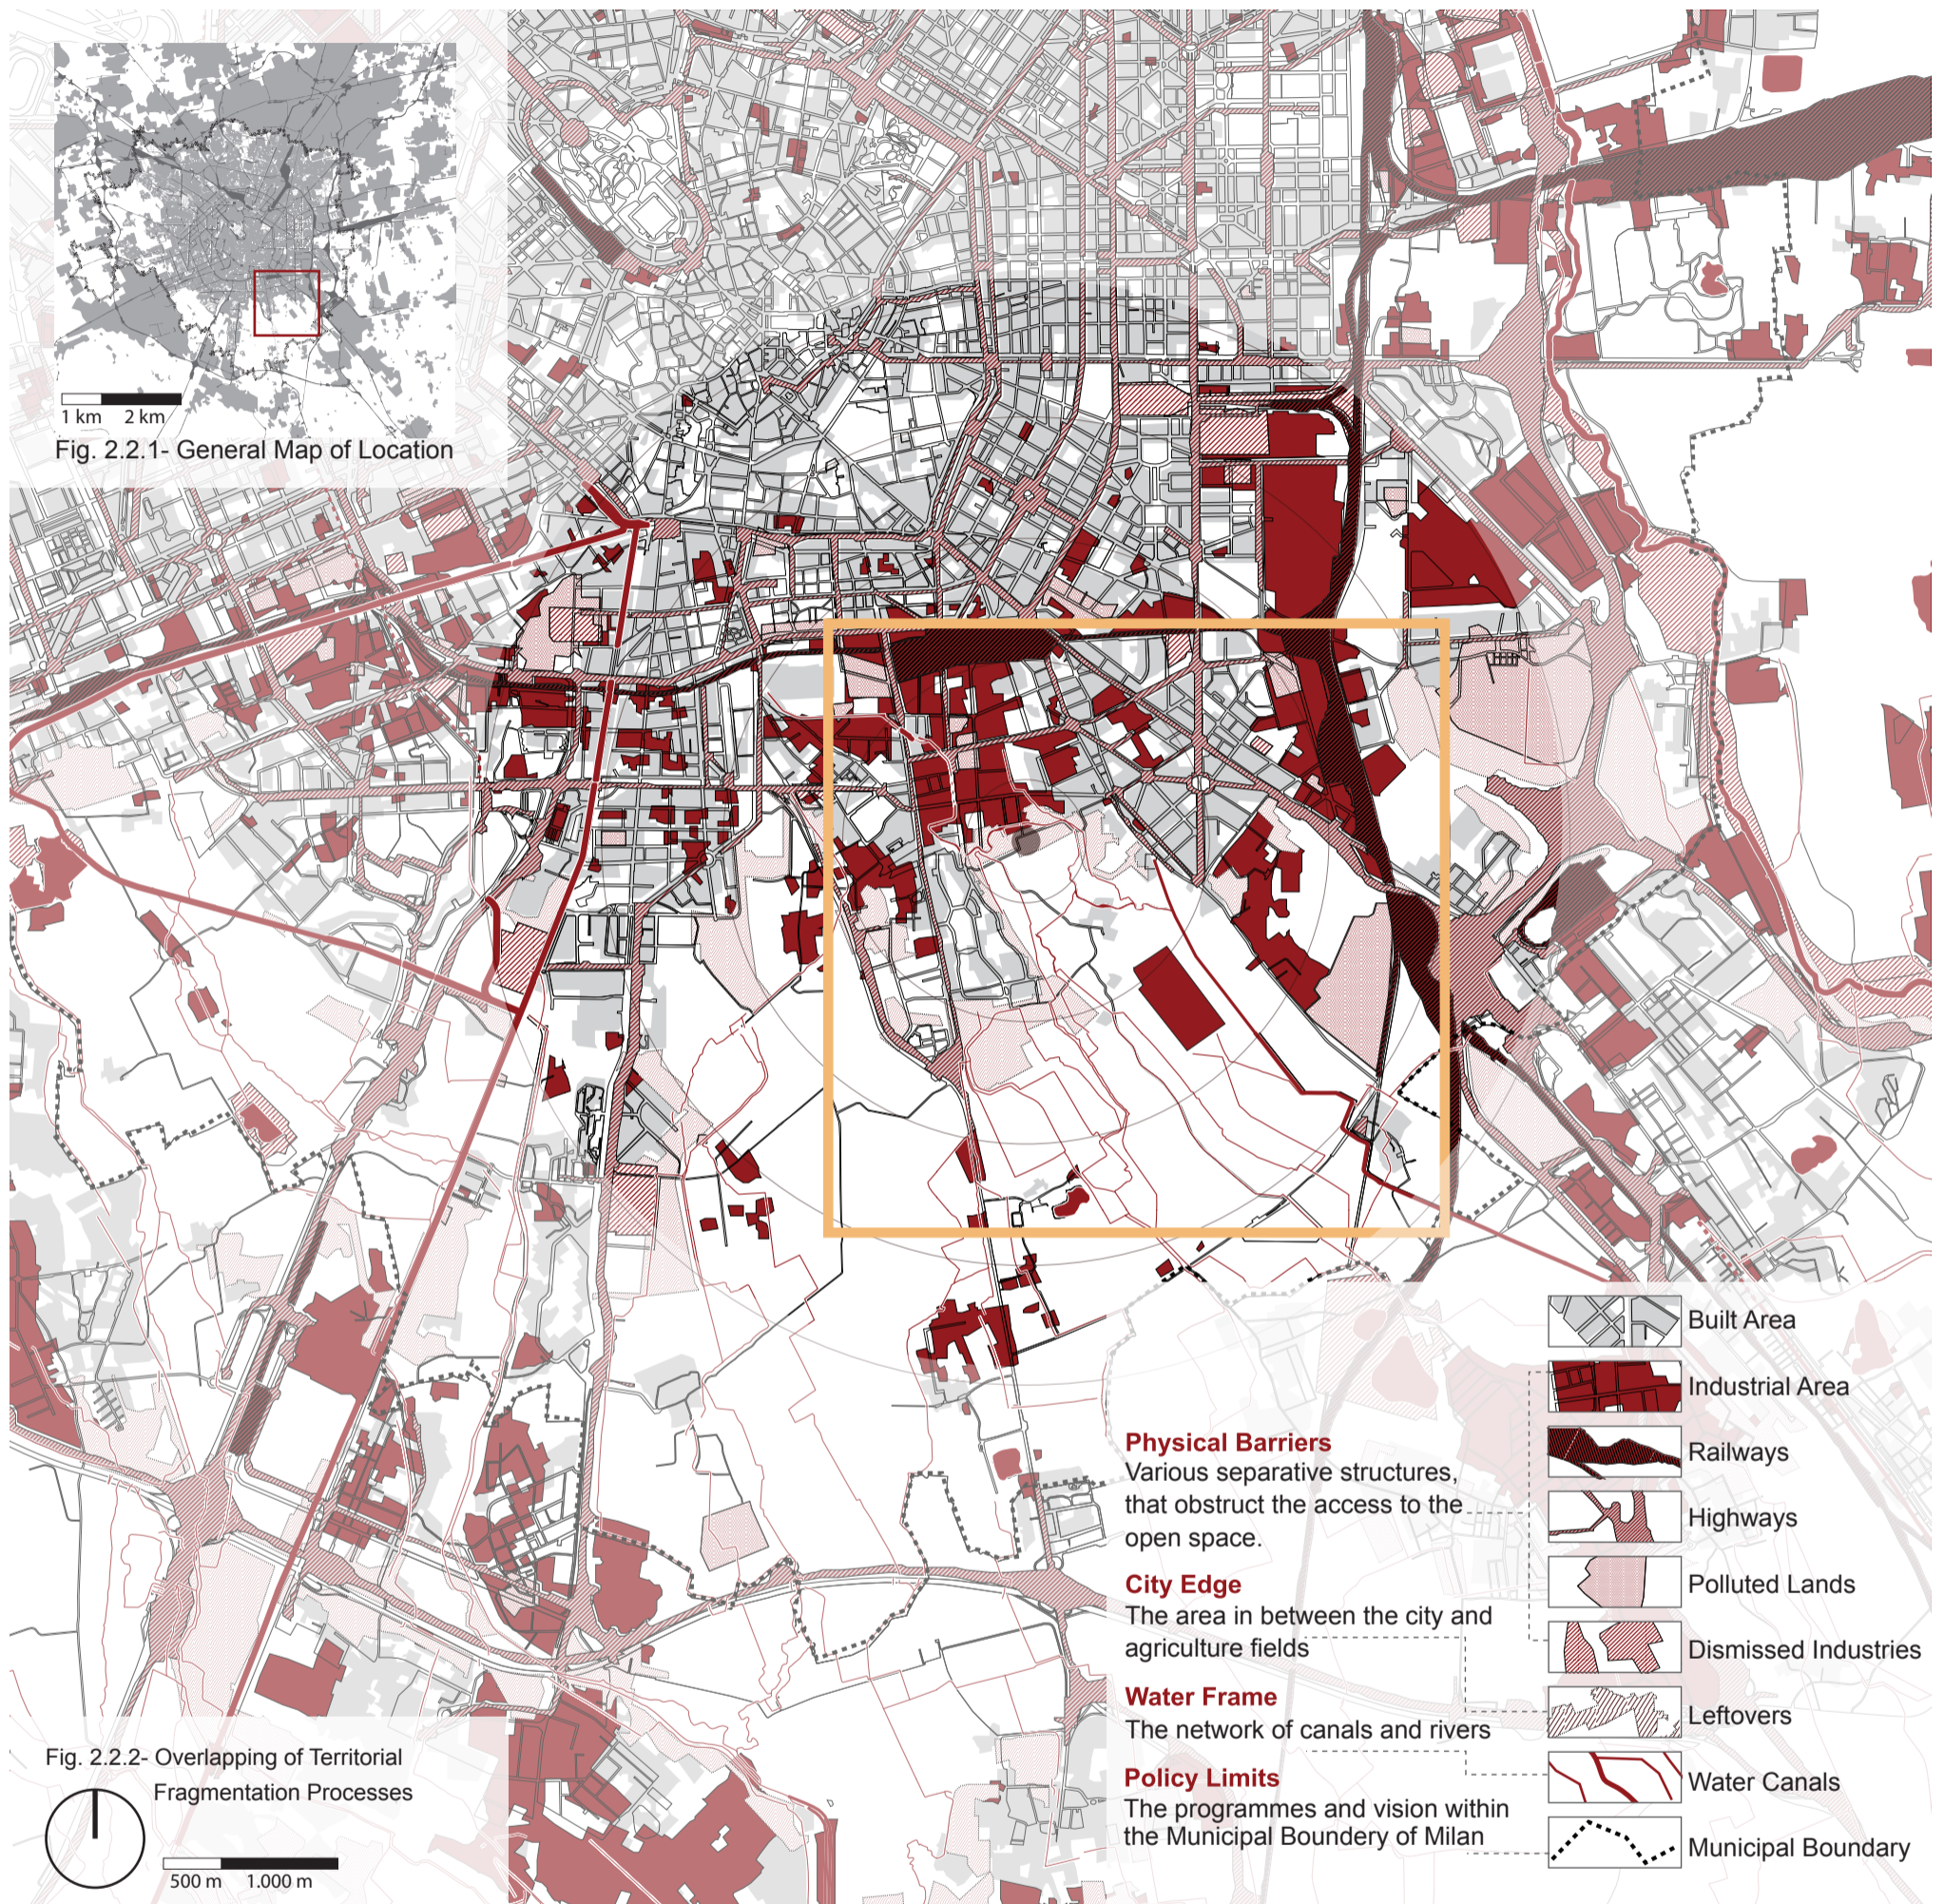 1 km 2 km
Fig. 2.2.1- General Map of Location
Built Area
Industrial Area
Railways
Highways
Polluted Lands
Dismissed Industries
Leftovers
Water Canals
Municipal Boundary
Physical Barriers
Various separative structures,
that obstruct the access to the
open space.
City Edge
The area in between the city and
agriculture fields
Water Frame
The network of canals and rivers
Policy Limits
The programmes and vision within
the Municipal Boundery of Milan
Fig. 2.2.2- Overlapping of Territorial
Fragmentation Processes
500 m 1.000 m